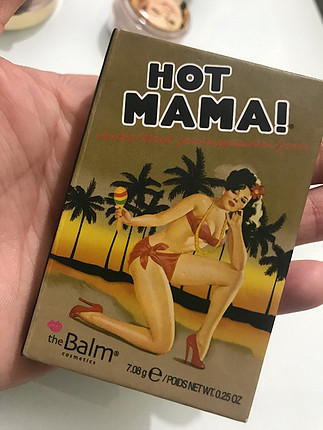 HOT
MAMA!
theBalm®
cosmetics
7.08 g e / POIDS NET WT. 0.25 OZ